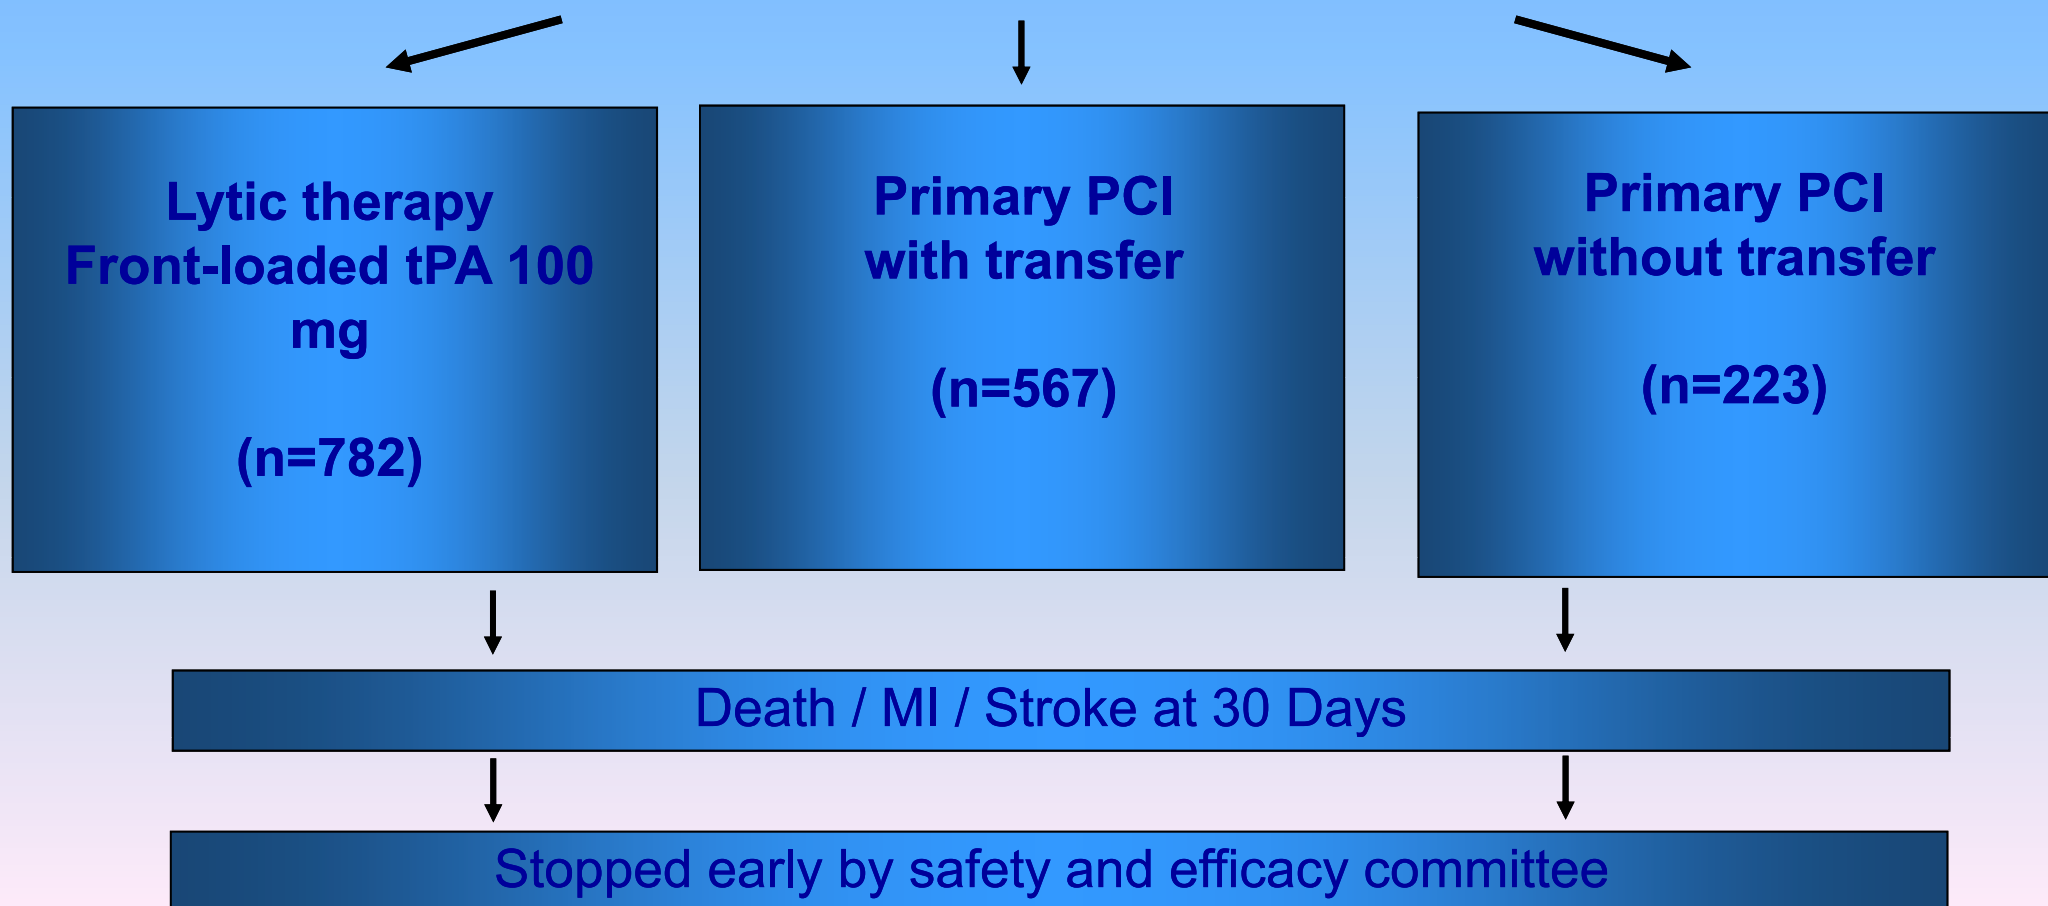 Lytic therapy
Front-loaded tPA 100
mg
(n=782)
Primary PCI
with transfer
(n=567)
Primary PCI
without transfer
(n=223)
Death / MI / Stroke at 30 Days
Stopped early by safety and efficacy committee